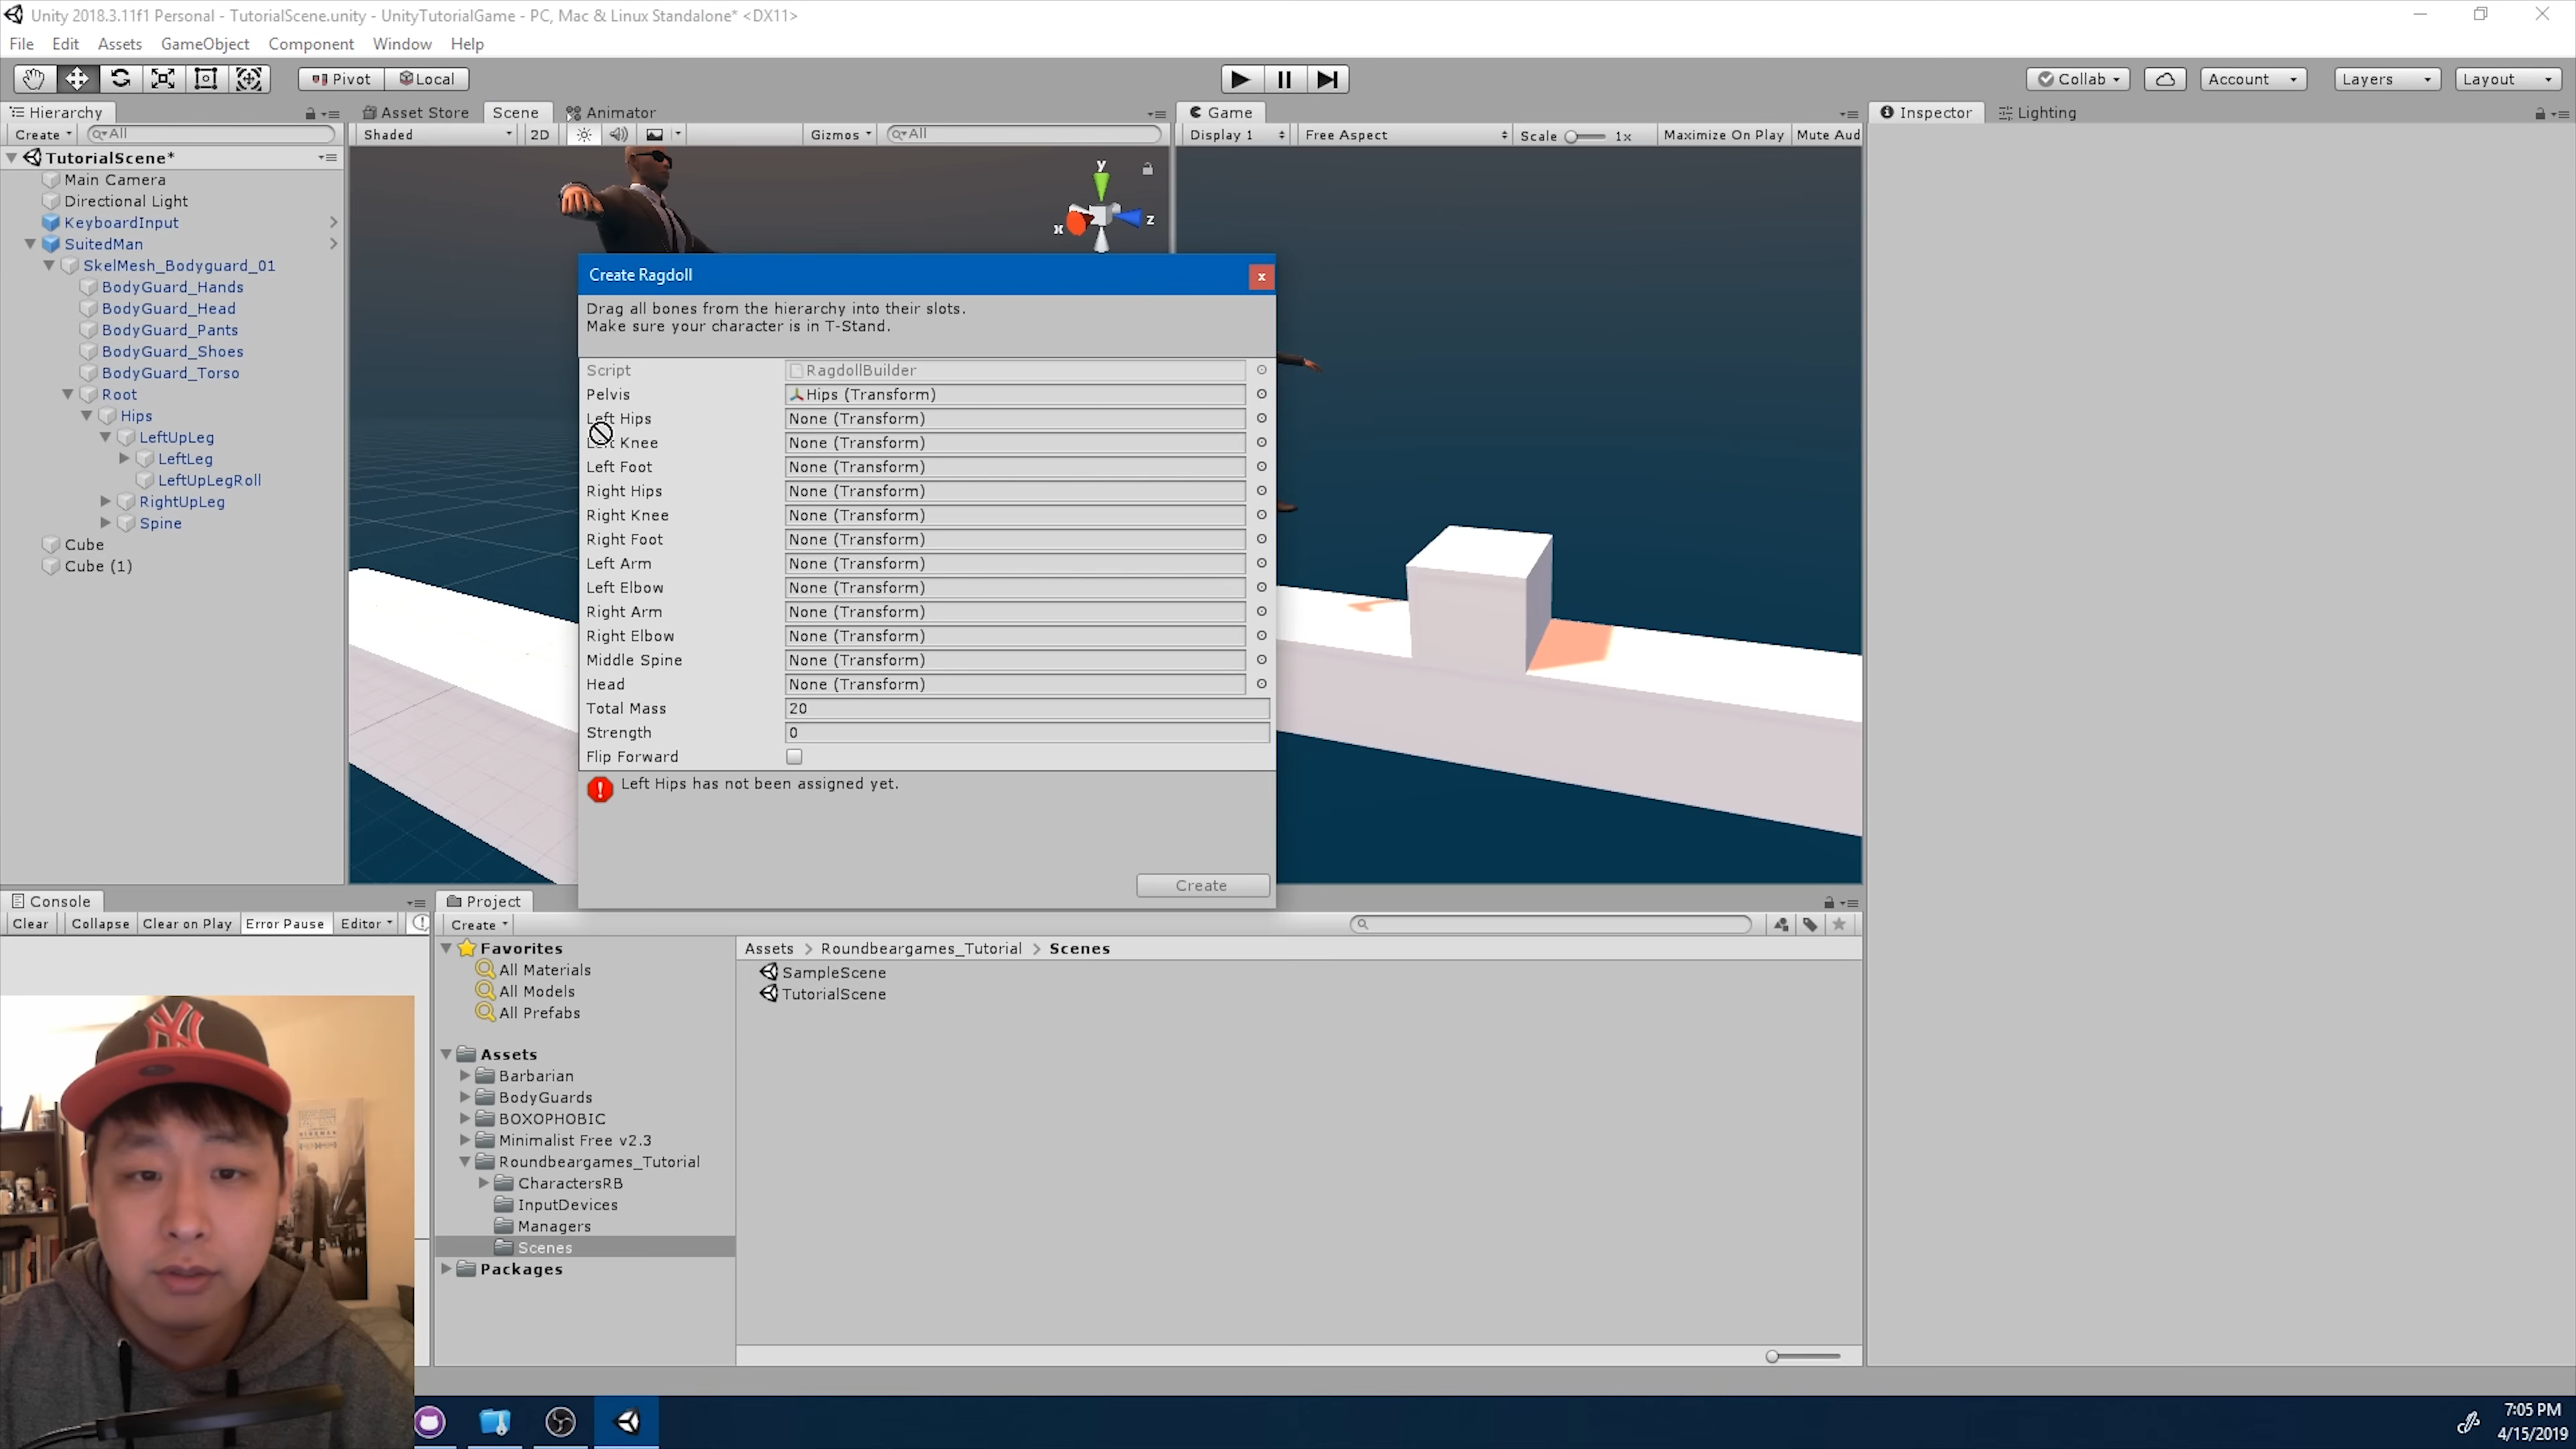 Unity 2018.3.11f1 Personal - TutorialScene.unity - UnityTutorialGame - PC, Mac & Linux Standalone* <DX11>
File Edit Assets GameObject Component Window Help
Pivot Local Collab Account Layers Layout
Hierarchy Asset Store Scene Animator Game Inspector Lighting
Create All Shaded 2D Gizmos All Display 1 Free Aspect Scale 1x Maximize On Play Mute Aud
TutorialScene*
Main Camera
Directional Light
KeyboardInput
SuitedMan
SkelMesh_Bodyguard_01
BodyGuard_Hands
BodyGuard_Head
BodyGuard_Pants
BodyGuard_Shoes
BodyGuard_Torso
Root
Hips
LeftUpLeg
LeftLeg
LeftUpLegRoll
RightUpLeg
Spine
Cube
Cube (1)
y
x
z
Create Ragdoll
x
Drag all bones from the hierarchy into their slots.
Make sure your character is in T-Stand.
Script RagdollBuilder
Pelvis Hips (Transform)
Left Hips None (Transform)
Left Knee None (Transform)
Left Foot None (Transform)
Right Hips None (Transform)
Right Knee None (Transform)
Right Foot None (Transform)
Left Arm None (Transform)
Left Elbow None (Transform)
Right Arm None (Transform)
Right Elbow None (Transform)
Middle Spine None (Transform)
Head None (Transform)
Total Mass 20
Strength 0
Flip Forward
Left Hips has not been assigned yet.
Create
Console
Clear Collapse Clear on Play Error Pause Editor
Project
Create
Favorites
All Materials
All Models
All Prefabs
Assets
Barbarian
BodyGuards
BOXOPHOBIC
Minimalist Free v2.3
Roundbeargames_Tutorial
CharactersRB
InputDevices
Managers
Scenes
Packages
Assets > Roundbeargames_Tutorial > Scenes
SampleScene
TutorialScene
NY
7:05 PM
4/15/2019